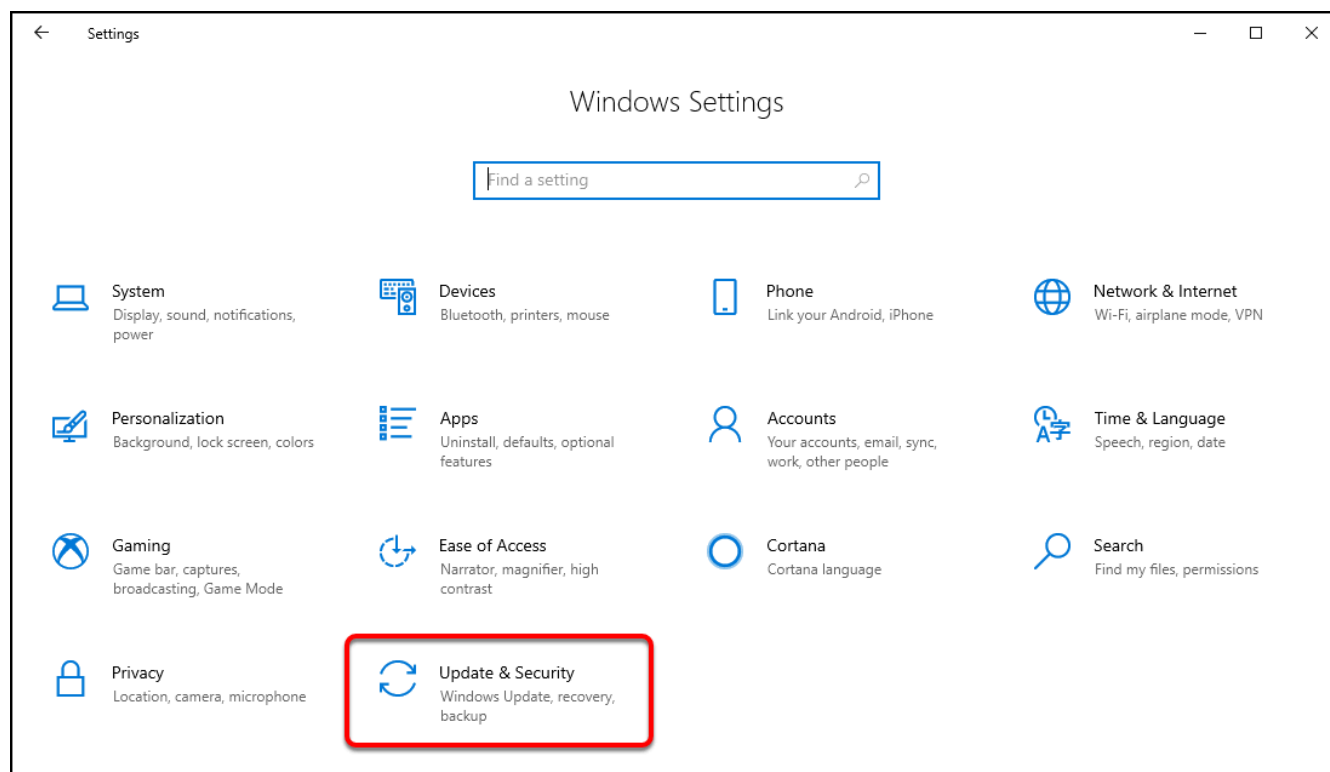 Settings
Windows Settings
Find a setting
System
Display, sound, notifications,
power
Devices
Bluetooth, printers, mouse
Phone
Link your Android, iPhone
Network & Internet
Wi-Fi, airplane mode, VPN
Personalization
Background, lock screen, colors
Apps
Uninstall, defaults, optional
features
Accounts
Your accounts, email, sync,
work, other people
Time & Language
Speech, region, date
Gaming
Game bar, captures,
broadcasting, Game Mode
Ease of Access
Narrator, magnifier, high
contrast
Cortana
Cortana language
Search
Find my files, permissions
Privacy
Location, camera, microphone
Update & Security
Windows Update, recovery,
backup